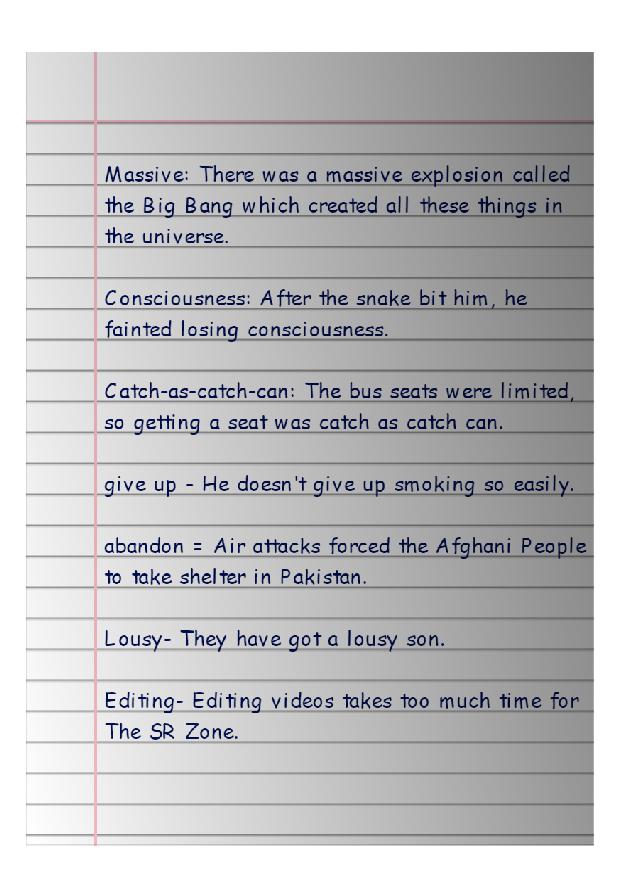 Massive: There was a massive explosion called
the Big Bang which created all these things in
the universe.
Consciousness: After the snake bit him, he
fainted losing consciousness.
Catch-as-catch-can: The bus seats were limited,
so getting a seat was catch as catch can.
give up - He doesn't give up smoking so easily.
abandon = Air attacks forced the Afghani People
to take shelter in Pakistan.
Lousy- They have got a lousy son.
Editing- Editing videos takes too much time for
The SR Zone.